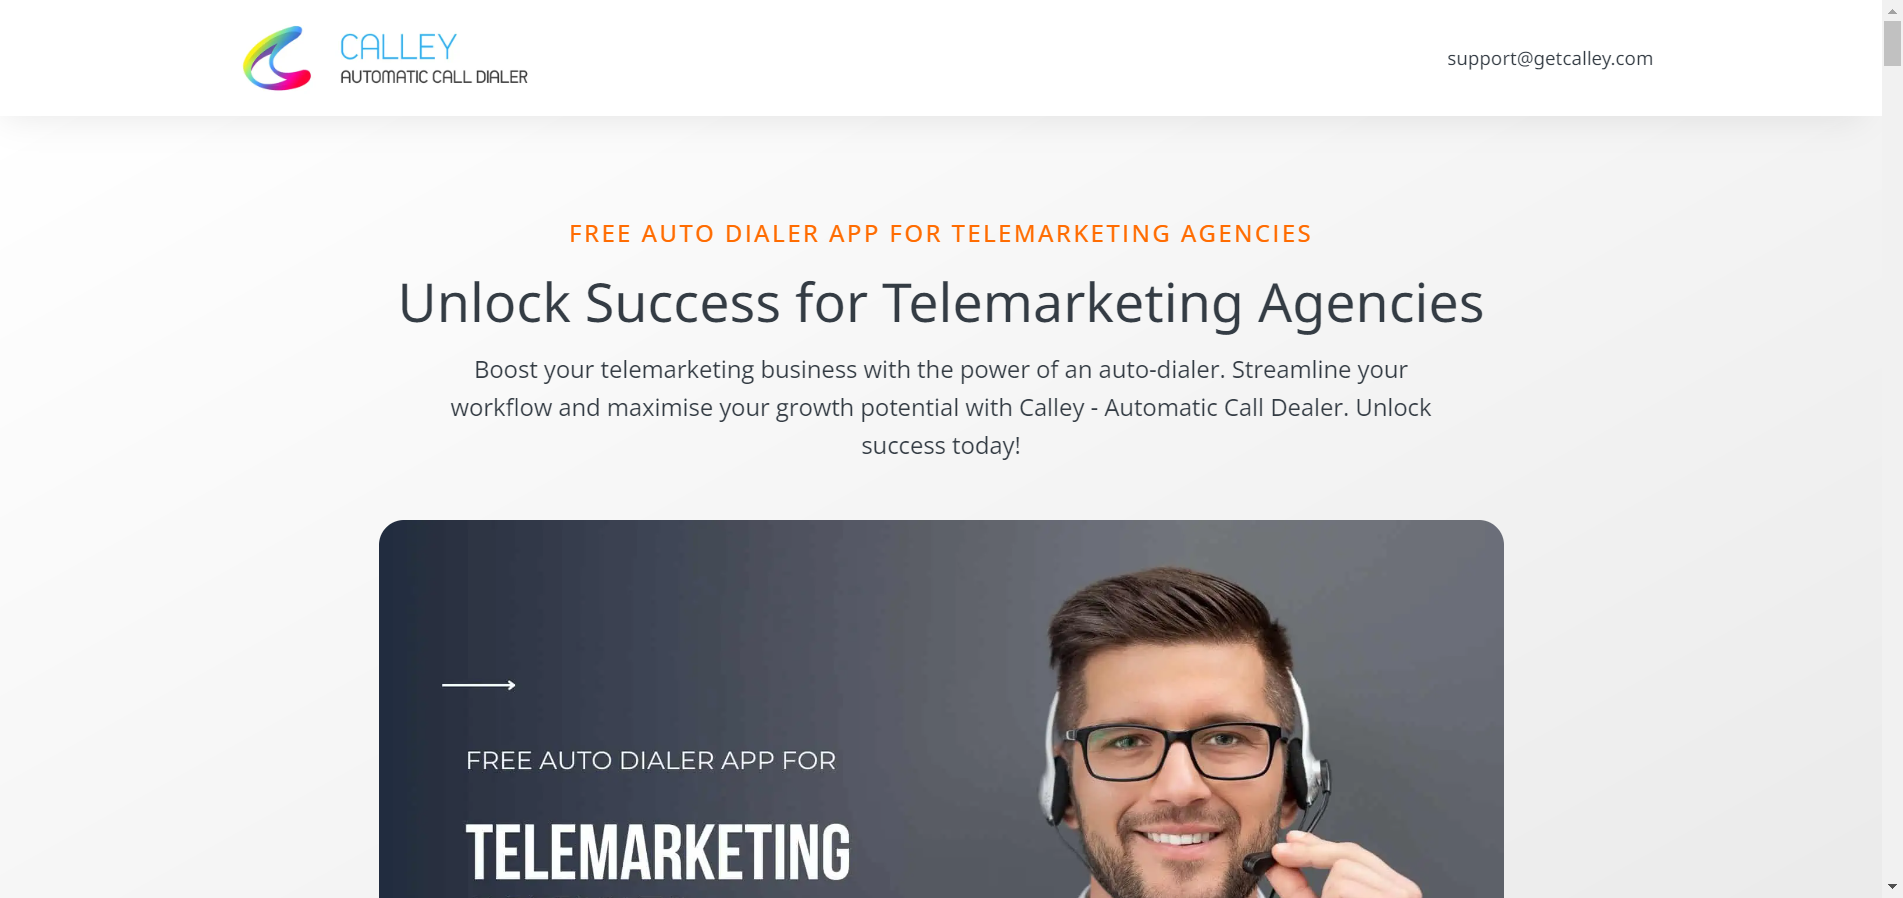 CALLEY
AUTOMATIC CALL DIALER
support@getcalley.com
FREE AUTO DIALER APP FOR TELEMARKETING AGENCIES
Unlock Success for Telemarketing Agencies
Boost your telemarketing business with the power of an auto-dialer. Streamline your
workflow and maximise your growth potential with Calley - Automatic Call Dealer. Unlock
success today!
FREE AUTO DIALER APP FOR
TELEMARKETING